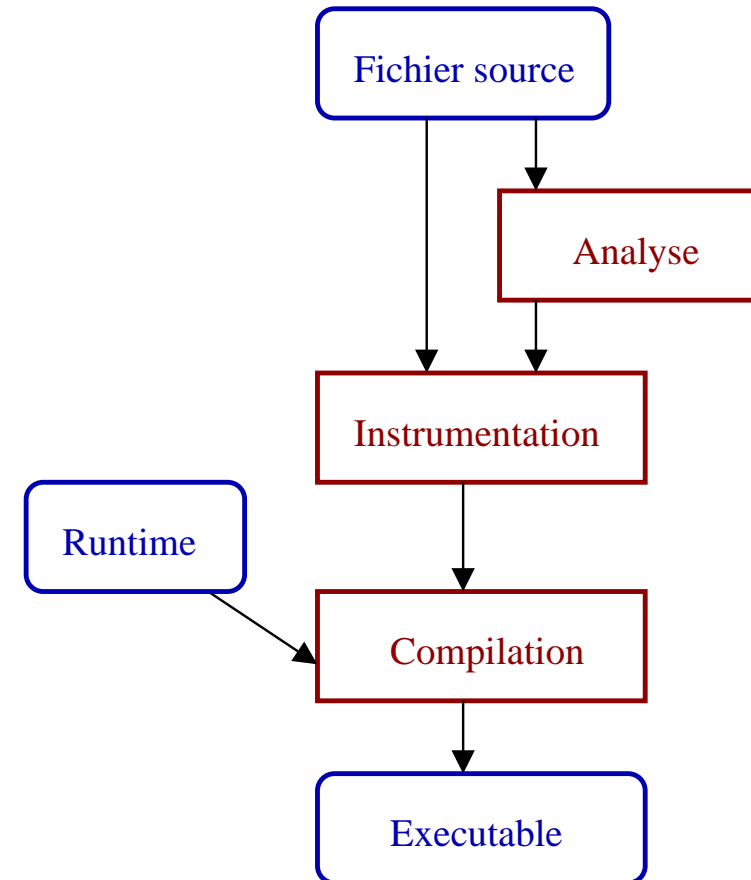 Fichier source
Analyse
Instrumentation
Runtime
Compilation
Executable